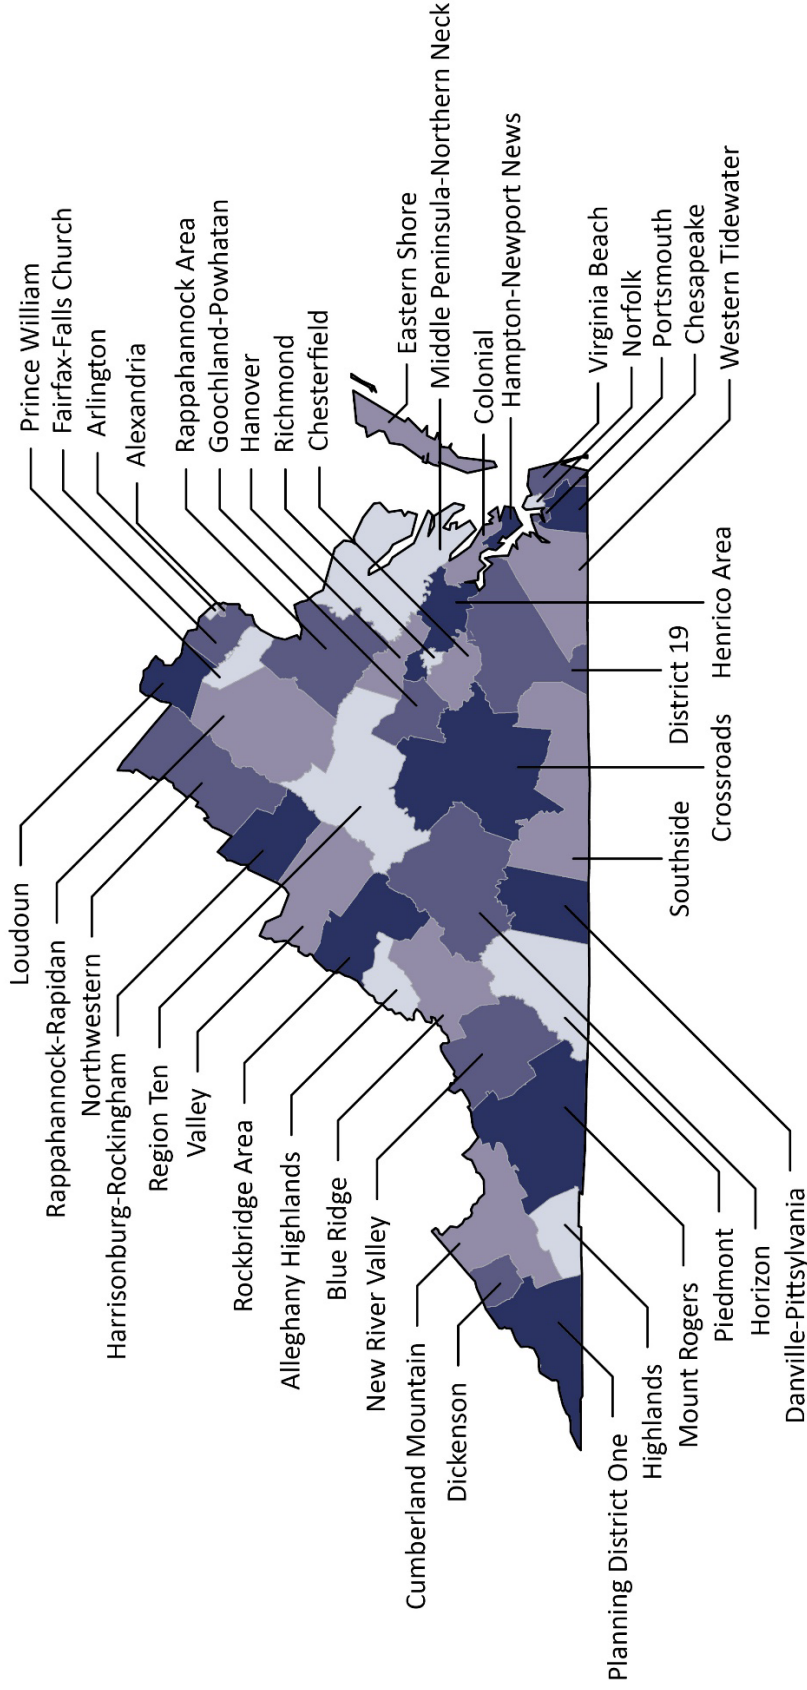 Loudoun
Rappahannock-Rapidan
Northwestern
Harrisonburg-Rockingham
Region Ten
Valley
Rockbridge Area
Alleghany Highlands
Blue Ridge
New River Valley
Cumberland Mountain
Dickenson
Planning District One
Highlands
Mount Rogers
Piedmont
Horizon
Danville-Pittsylvania
Prince William
Fairfax-Falls Church
Arlington
Alexandria
Rappahannock Area
Goochland-Powhatan
Hanover
Richmond
Chesterfield
Eastern Shore
Middle Peninsula-Northern Neck
Colonial
Hampton-Newport News
Virginia Beach
Norfolk
Portsmouth
Chesapeake
Western Tidewater
Southside
Crossroads
District 19
Henrico Area